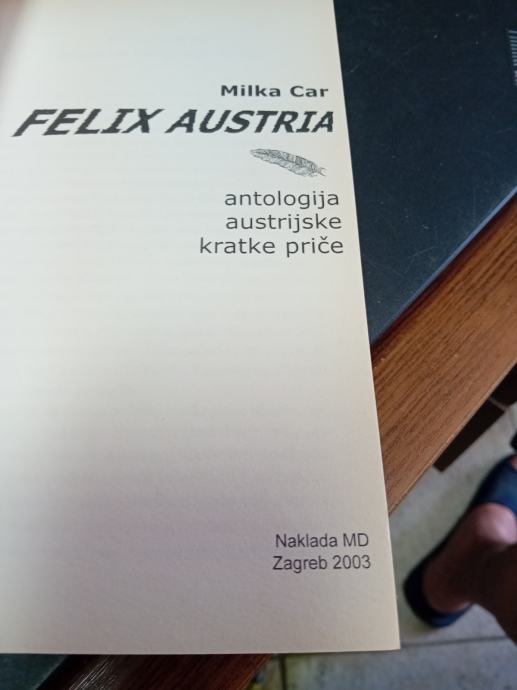 Milka Car
FELIX AUSTRIA
antologija
austrijske
kratke priče
Naklada MD
Zagreb 2003